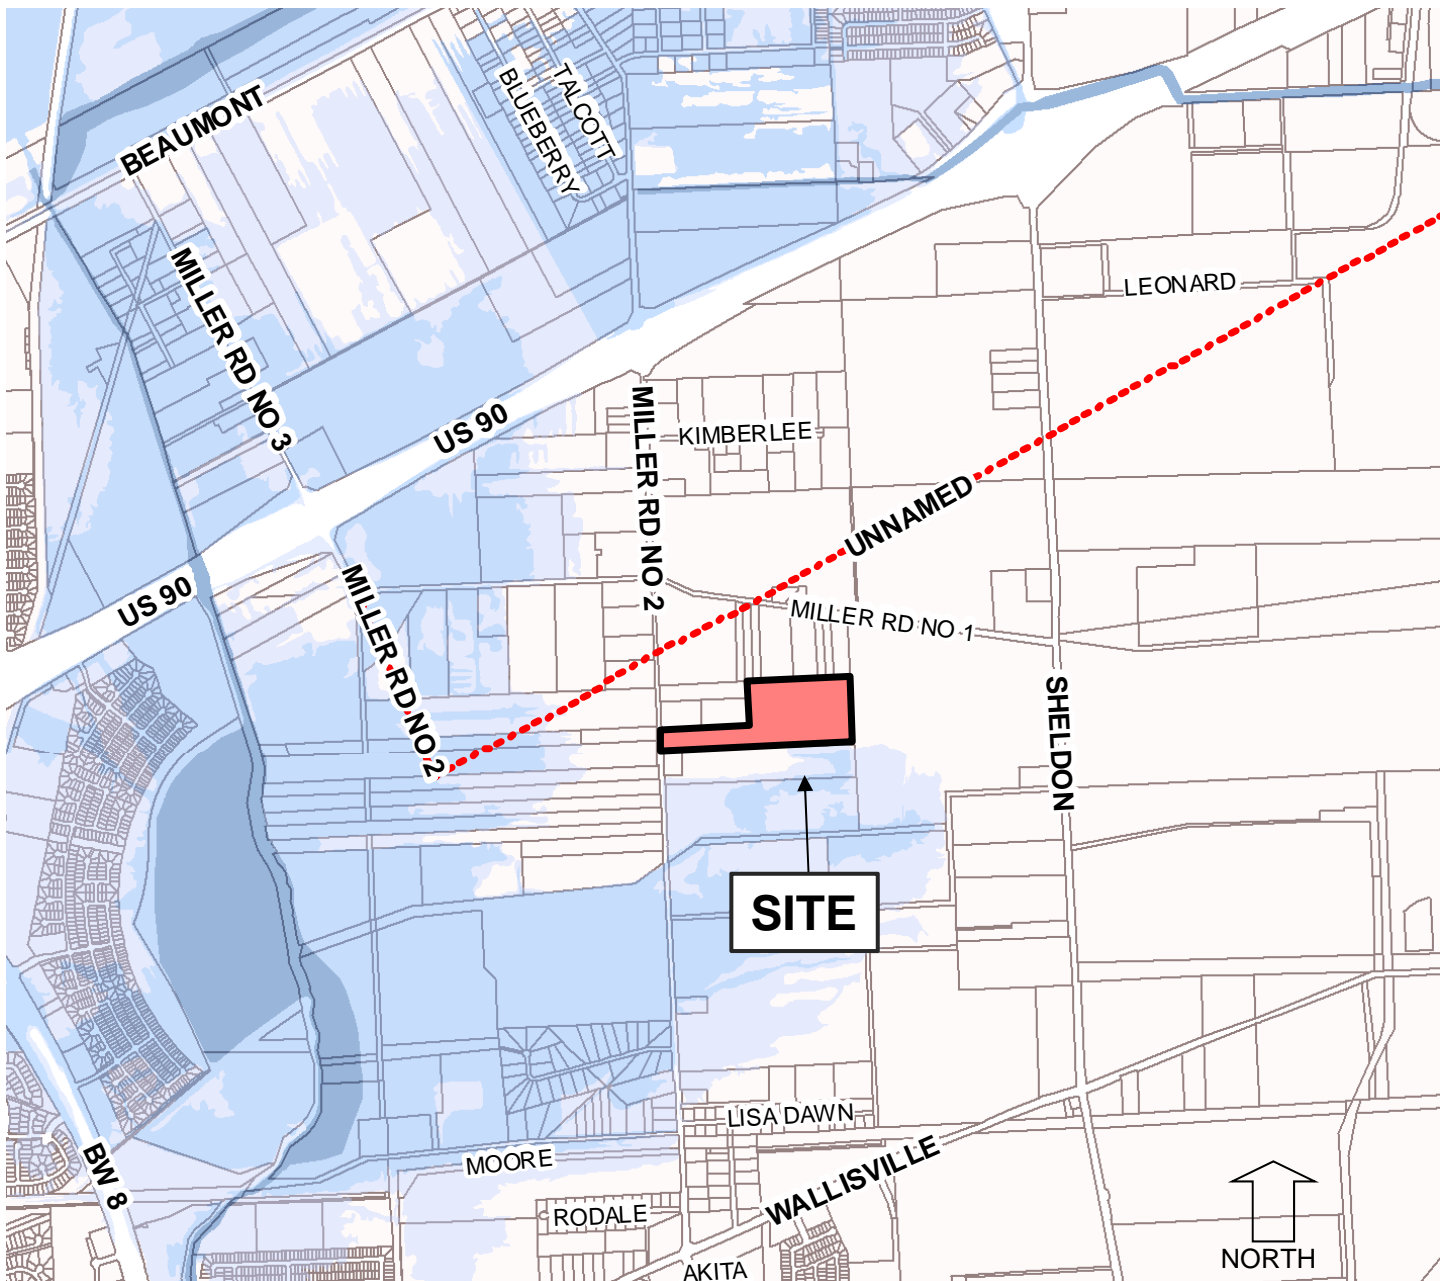 TALCOTT
BLUEBERRY
BEAUMONT
LEONARD
MILLER RD NO 3
US 90
KIMBERLEE
MILLER RD NO 2
UNNAMED
US 90
MILLER RD NO 1
MILLER RD NO 2
SHELDON
SITE
LISA DAWN
MOORE
WALLISVILLE
BW 8
RODALE
NORTH
AKITA